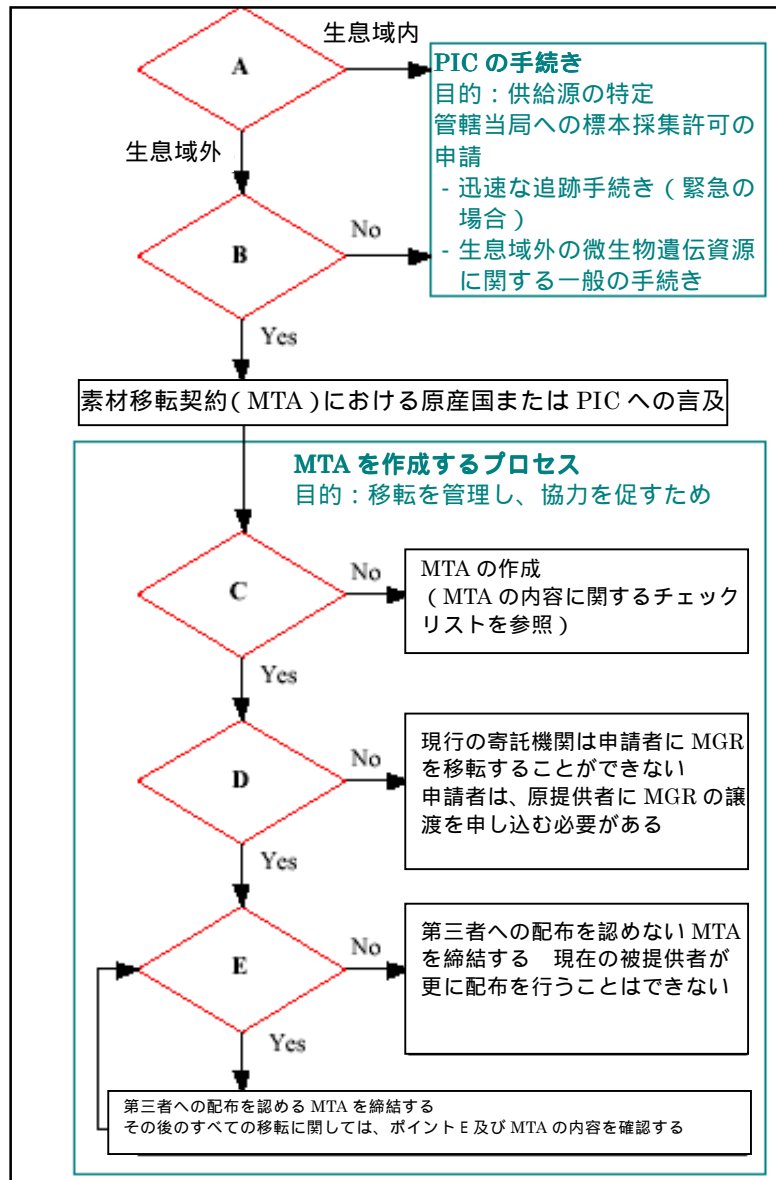 生息域内
A
PIC の手続き
目的：供給源の特定
管轄当局への標本採集許可の
申請
- 迅速な追跡手続き（緊急の
場合）
- 生息域外の微生物遺伝資源
に関する一般の手続き
生息域外
B
No
Yes
素材移転契約(MTA)における原産国または PIC への言及
MTA を作成するプロセス
目的：移転を管理し、協力を促すため
C
No
MTA の作成
（MTA の内容に関するチェック
リストを参照）
Yes
D
No
現行の寄託機関は申請者に MGR
を移転することができない
申請者は、原提供者に MGR の譲
渡を申し込む必要がある
Yes
E
No
第三者への配布を認めない MTA
を締結する　現在の被提供者が
更に配布を行うことはできない
Yes
第三者への配布を認める MTA を締結する
その後のすべての移転に関しては、ポイント E 及び MTA の内容を確認する